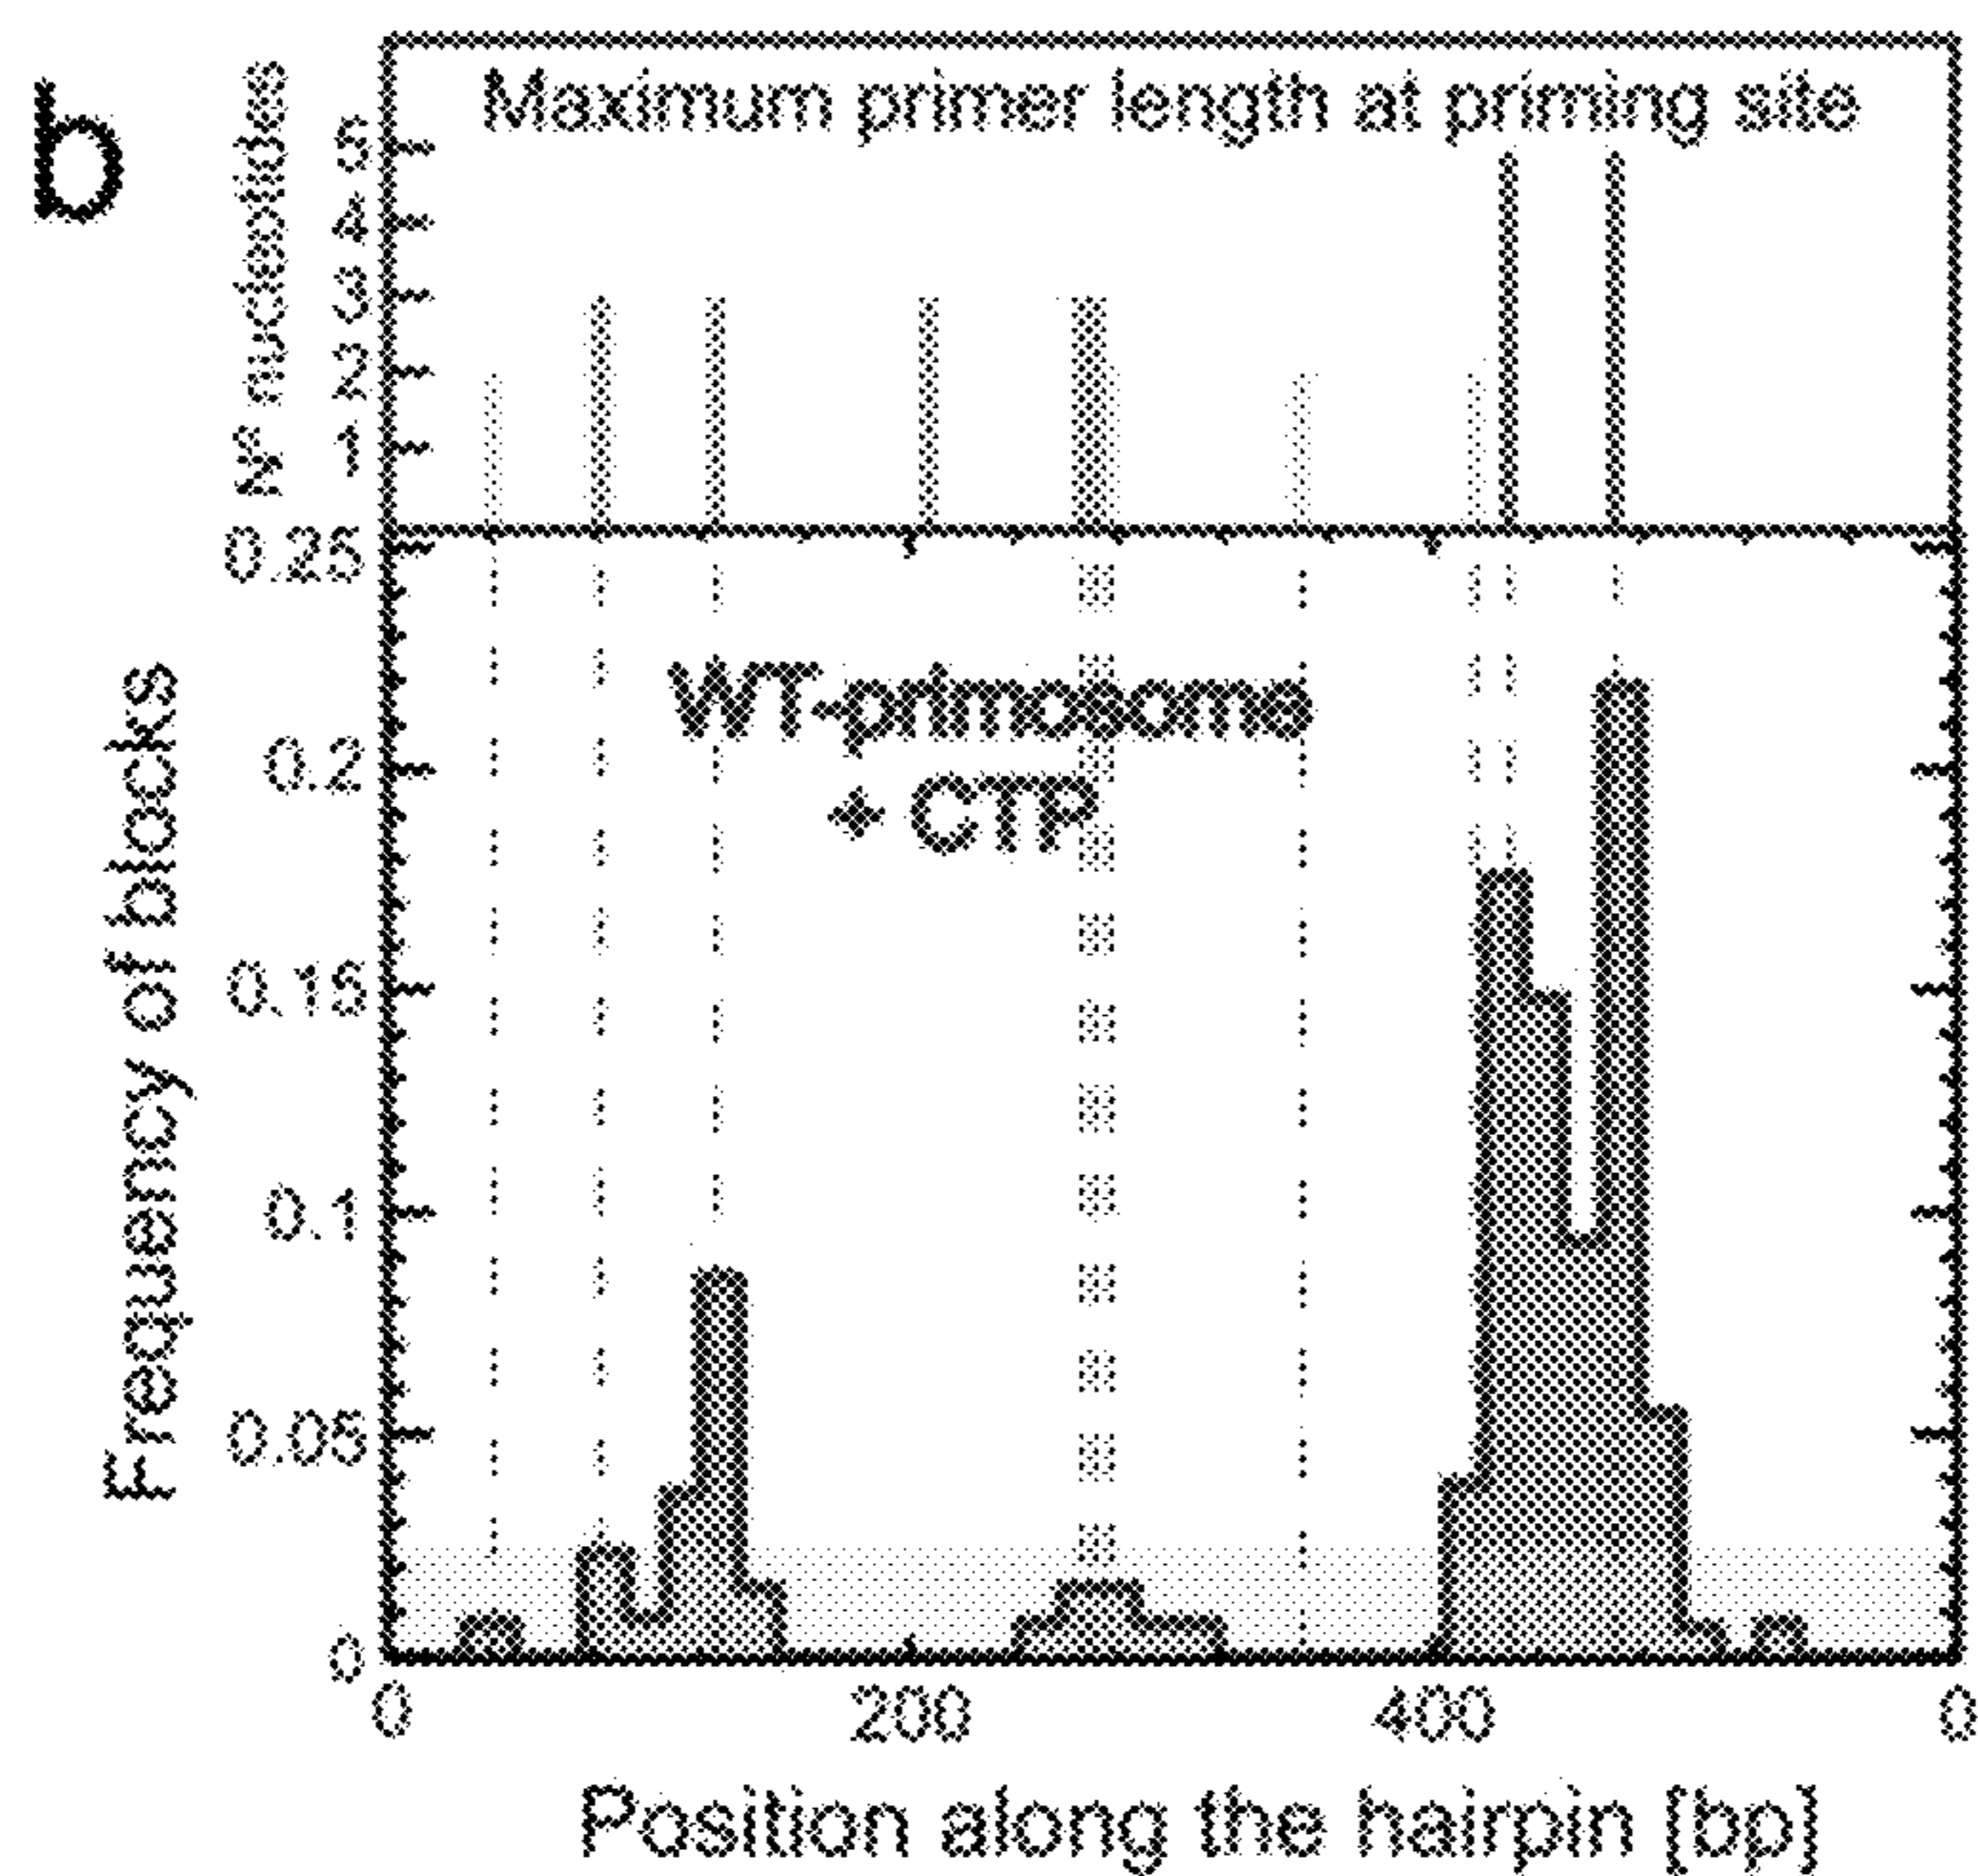 b
Maximum primer length at priming site
N° nucleotides
5
4
3
2
1
0.25
0.2
0.15
0.1
0.05
0
Frequency of blocks
WT-primosome
+ CTP
0 200 400 0
Position along the hairpin [bp]